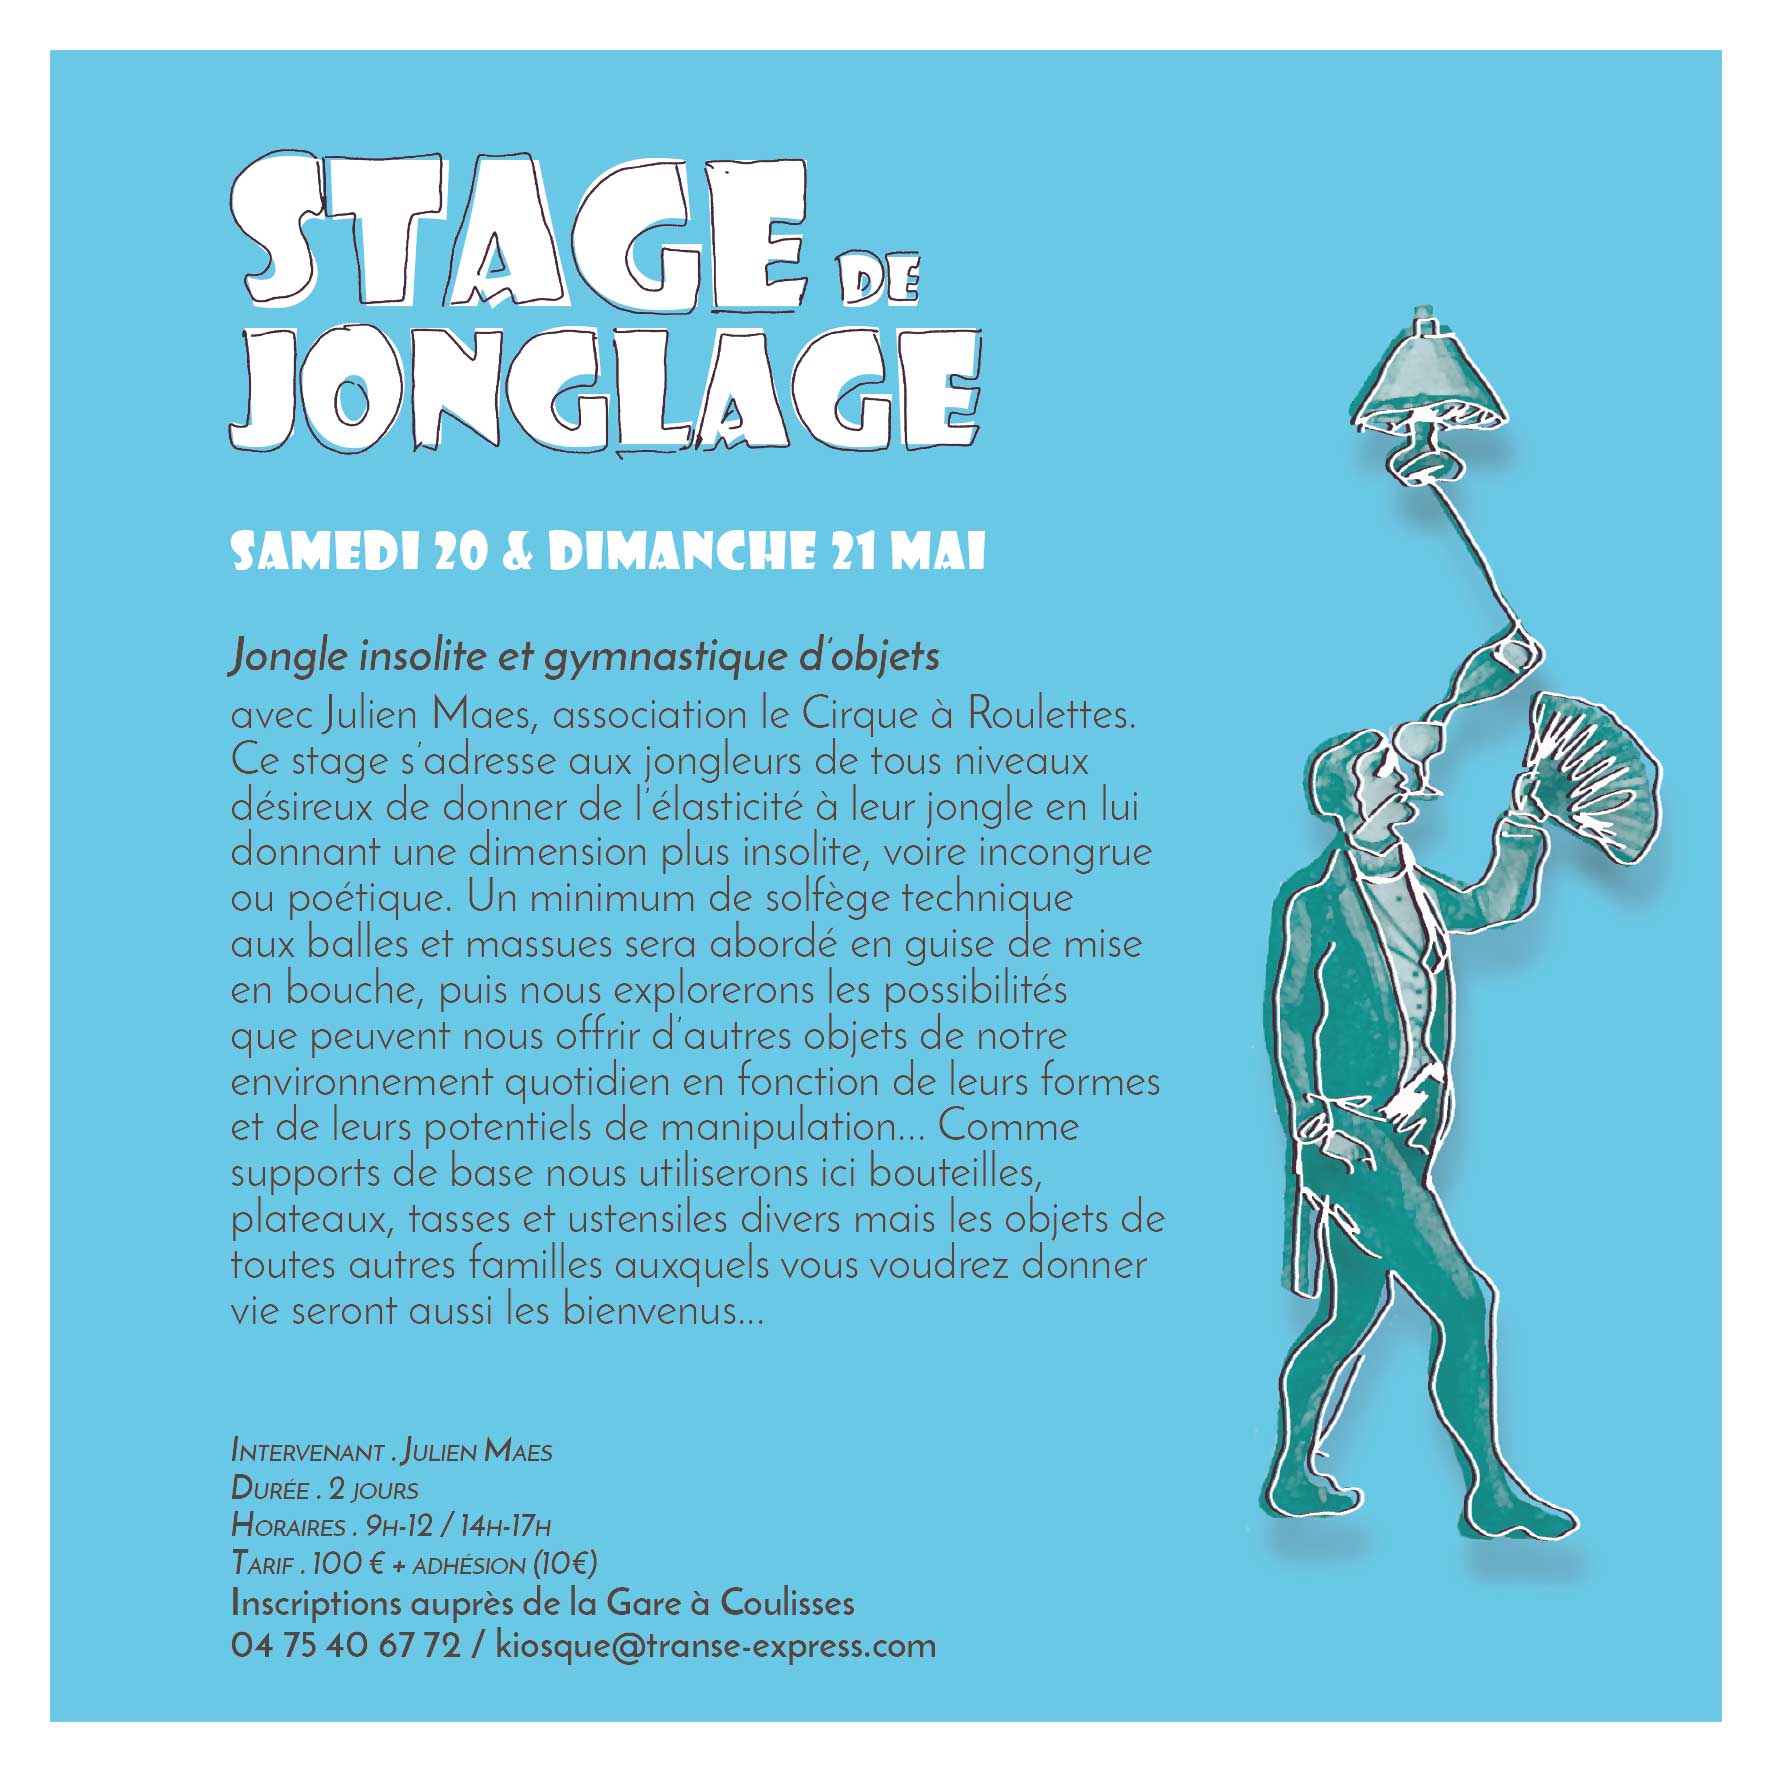 STAGE DE
JONGLAGE
SAMEDI 20 & DIMANCHE 21 MAI
Jongle insolite et gymnastique d'objets
avec Julien Maes, association le Cirque à Roulettes.
Ce stage s'adresse aux jongleurs de tous niveaux
désireux de donner de l'élasticité à leur jongle en lui
donnant une dimension plus insolite, voire incongrue
ou poétique. Un minimum de solfège technique
aux balles et massues sera abordé en guise de mise
en bouche, puis nous explorerons les possibilités
que peuvent nous offrir d'autres objets de notre
environnement quotidien en fonction de leurs formes
et de leurs potentiels de manipulation... Comme
supports de base nous utiliserons ici bouteilles,
plateaux, tasses et ustensiles divers mais les objets de
toutes autres familles auxquels vous voudrez donner
vie seront aussi les bienvenus...
Intervenant . Julien Maes
Durée . 2 jours
Horaires . 9h-12 / 14h-17h
Tarif . 100 € + adhésion (10€)
Inscriptions auprès de la Gare à Coulisses
04 75 40 67 72 / kiosque@transe-express.com